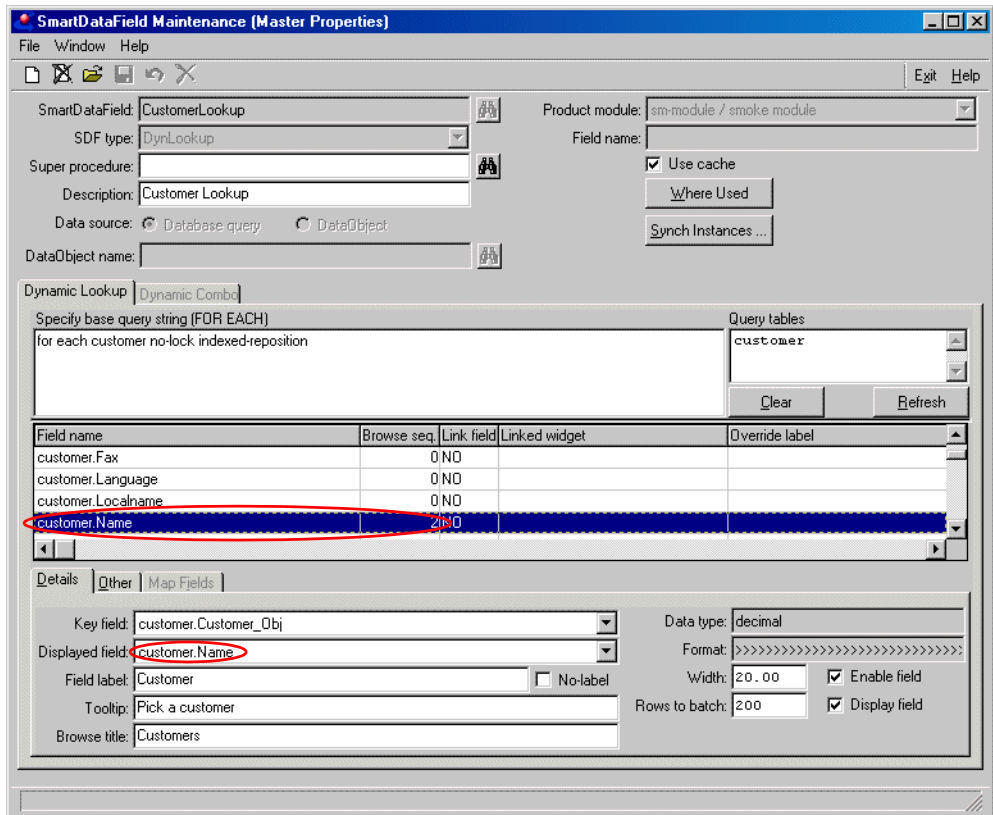 SmartDataField Maintenance (Master Properties)
File Window Help
Exit Help
SmartDataField: CustomerLookup
Product module: sm-module / smoke module
SDF type: DynLookup
Field name:
Super procedure:
Use cache
Description: Customer Lookup
Where Used
Data source: Database query DataObject
Synch Instances ...
DataObject name:
Dynamic Lookup Dynamic Combo
Specify base query string (FOR EACH)
Query tables
for each customer no-lock indexed-reposition
customer
Clear Refresh
Field name Browse seq. Link field Linked widget Override label
customer.Fax 0 NO
customer.Language 0 NO
customer.Localname 0 NO
customer.Name 2 NO
Details Other Map Fields
Key field: customer.Customer_Obj
Data type: decimal
Displayed field: customer.Name
Format: >>>>>>>>>>>>>>>>>>>>>>>>>>>>>
Field label: Customer No-label
Width: 20.00 Enable field
Tooltip: Pick a customer
Rows to batch: 200 Display field
Browse title: Customers